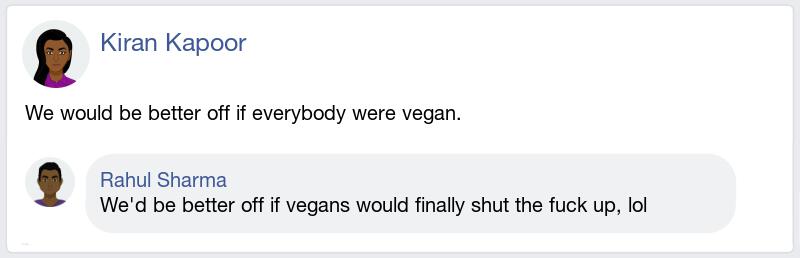 Kiran Kapoor
We would be better off if everybody were vegan.
Rahul Sharma
We'd be better off if vegans would finally shut the fuck up, lol